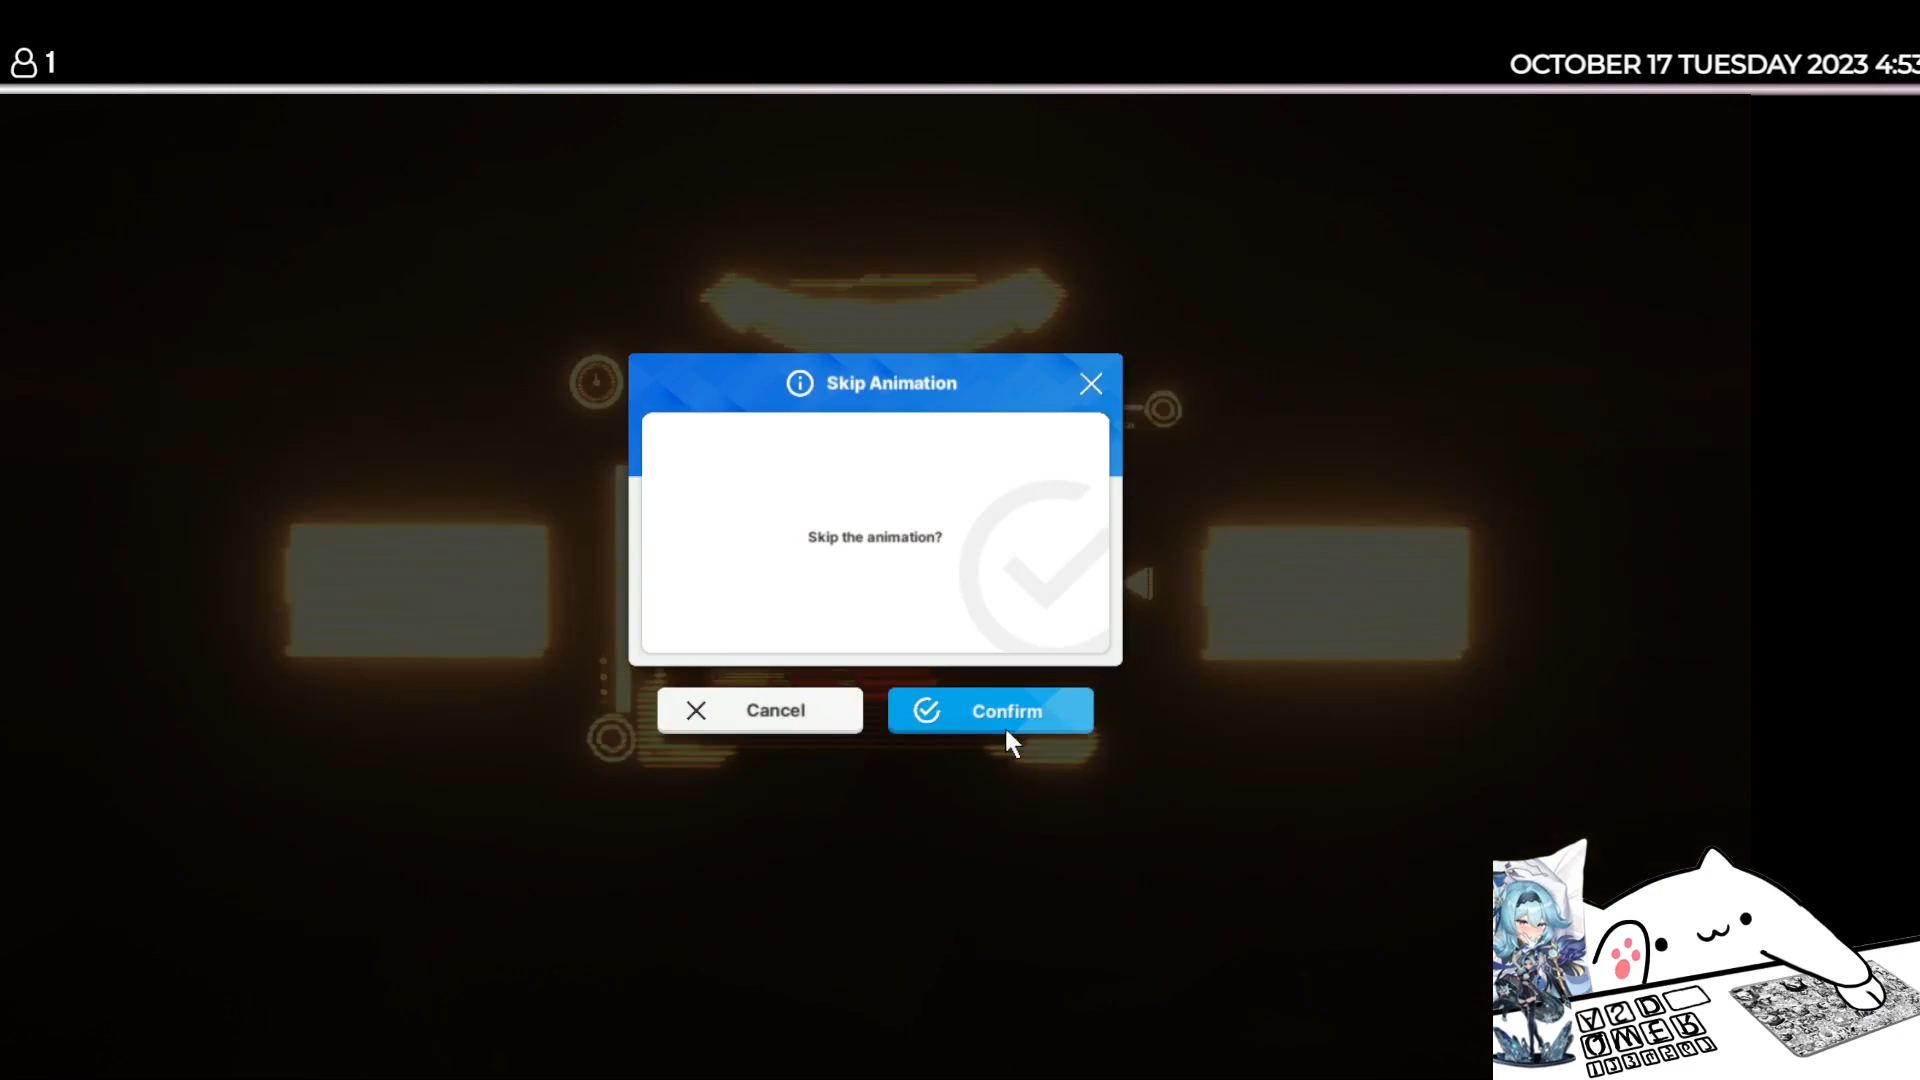 1
OCTOBER 17 TUESDAY 2023 4:53
Skip Animation
Skip the animation?
Cancel
Confirm